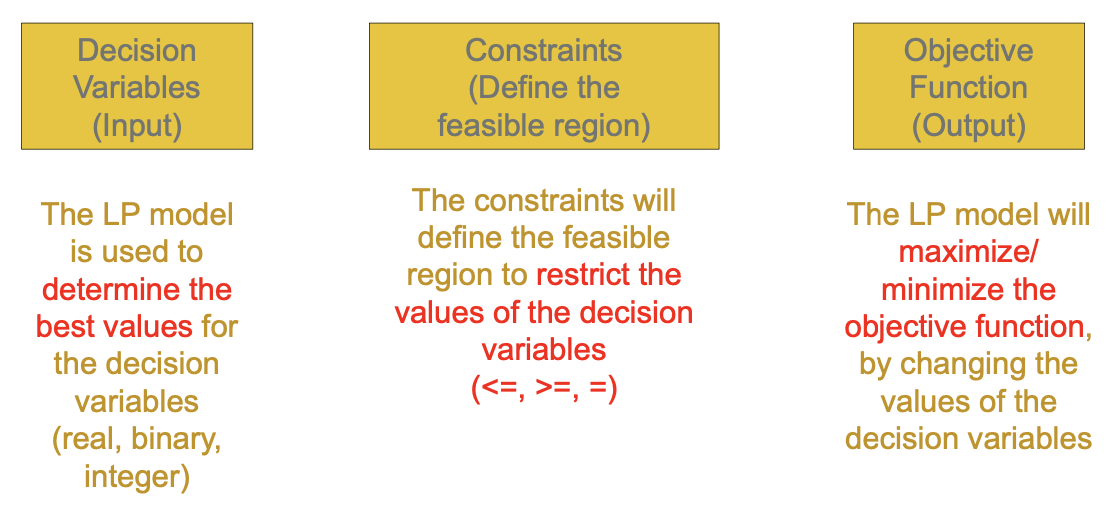 Decision
Variables
(Input)
The LP model
is used to
determine the
best values for
the decision
variables
(real, binary,
integer)
Constraints
(Define the
feasible region)
The constraints will
define the feasible
region to restrict the
values of the decision
variables
(<=, >=, =)
Objective
Function
(Output)
The LP model will
maximize/
minimize the
objective function,
by changing the
values of the
decision variables